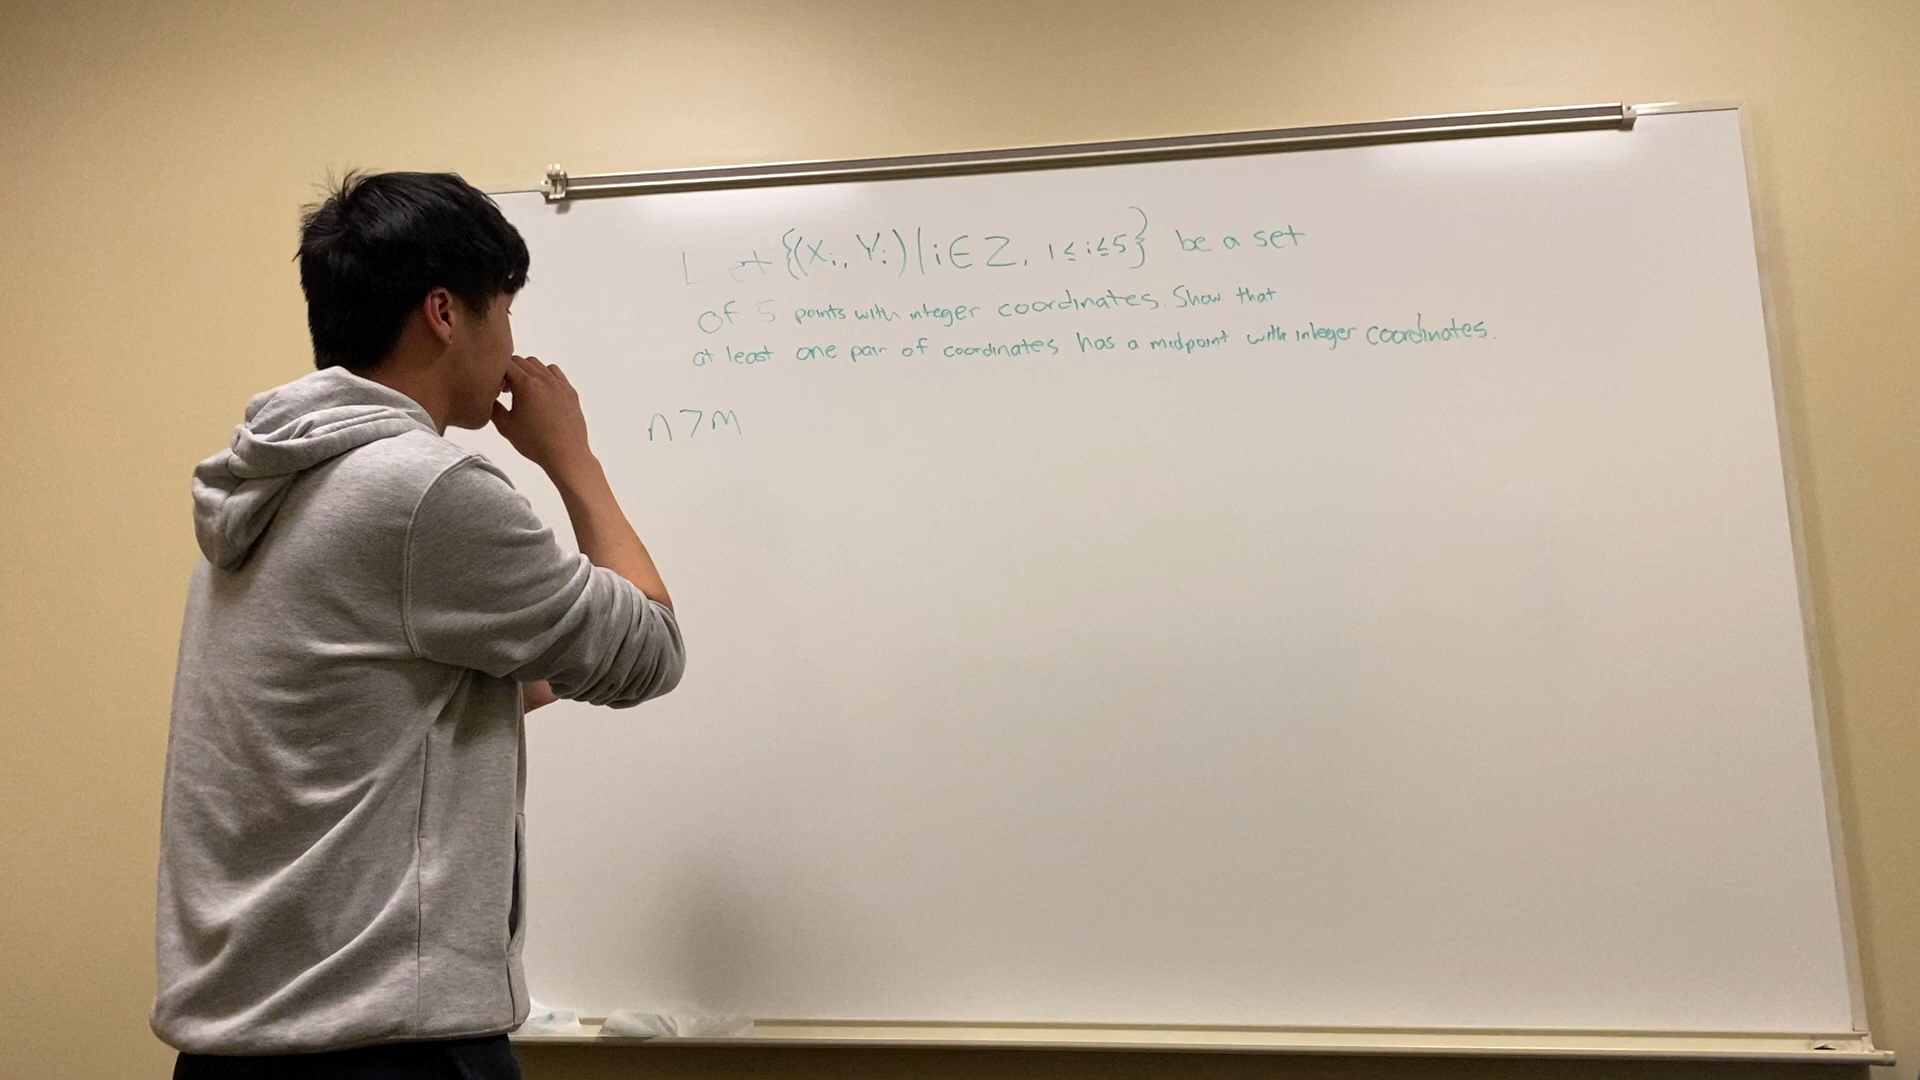 Let {(Xi, Yi) | i ∈ Z, 1 ≤ i ≤ 5} be a set
of 5 points with integer coordinates. Show that
at least one pair of coordinates has a midpoint with integer coordinates.
n > m